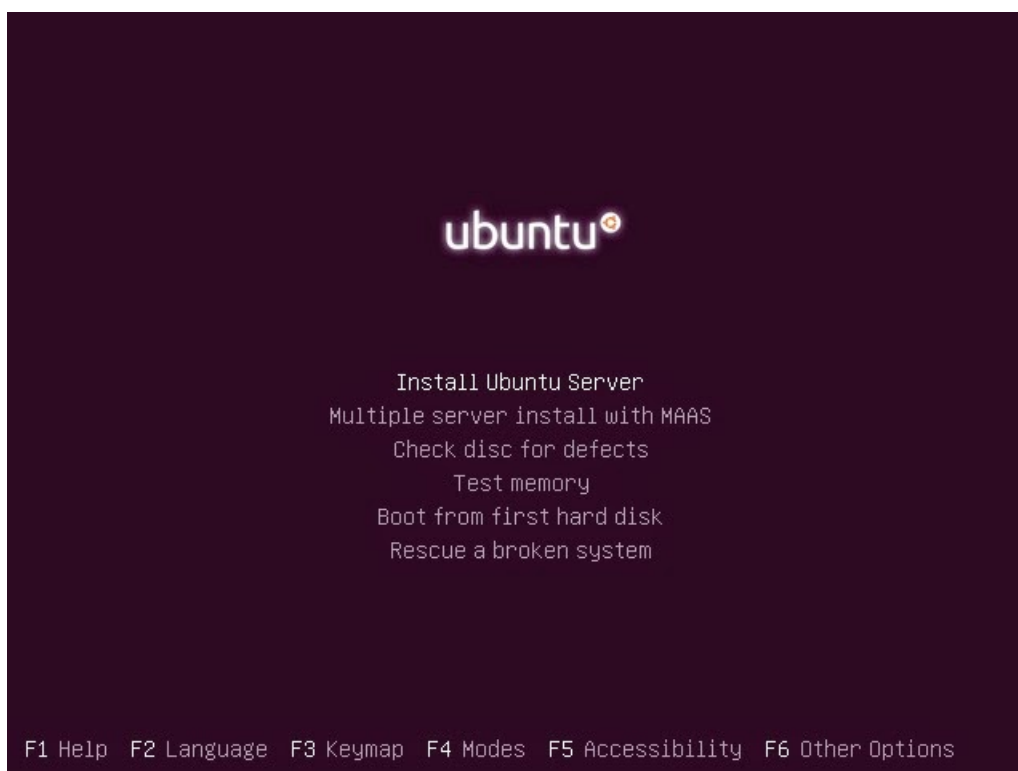 ubuntu
Install Ubuntu Server
Multiple server install with MAAS
Check disc for defects
Test memory
Boot from first hard disk
Rescue a broken system
F1 Help F2 Language F3 Keymap F4 Modes F5 Accessibility F6 Other Options